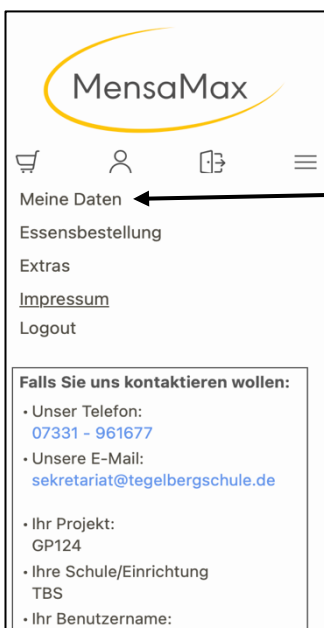 MensaMax
Meine Daten
Essensbestellung
Extras
Impressum
Logout
Falls Sie uns kontaktieren wollen:
• Unser Telefon:
07331 - 961677
• Unsere E-Mail:
sekretariat@tegelbergschule.de
• Ihr Projekt:
GP124
• Ihre Schule/Einrichtung
TBS
• Ihr Benutzername: